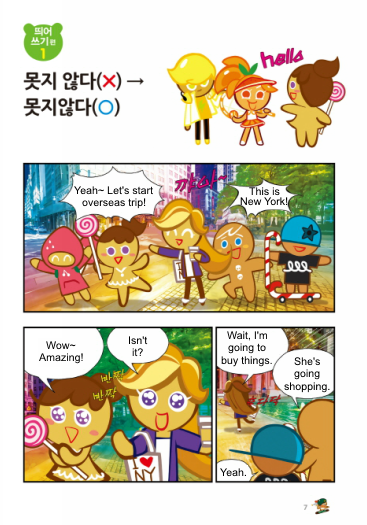 띄어
쓰기편
1
못지 않다(×) →
못지않다(○)
hello
Yeah~ Let's start
overseas trip!
This is
New York!
Wow~
Amazing!
Isn't
it?
반짝
반짝
I ♥
NY
Wait, I'm
going to
buy things.
She's
going
shopping.
Yeah.
7